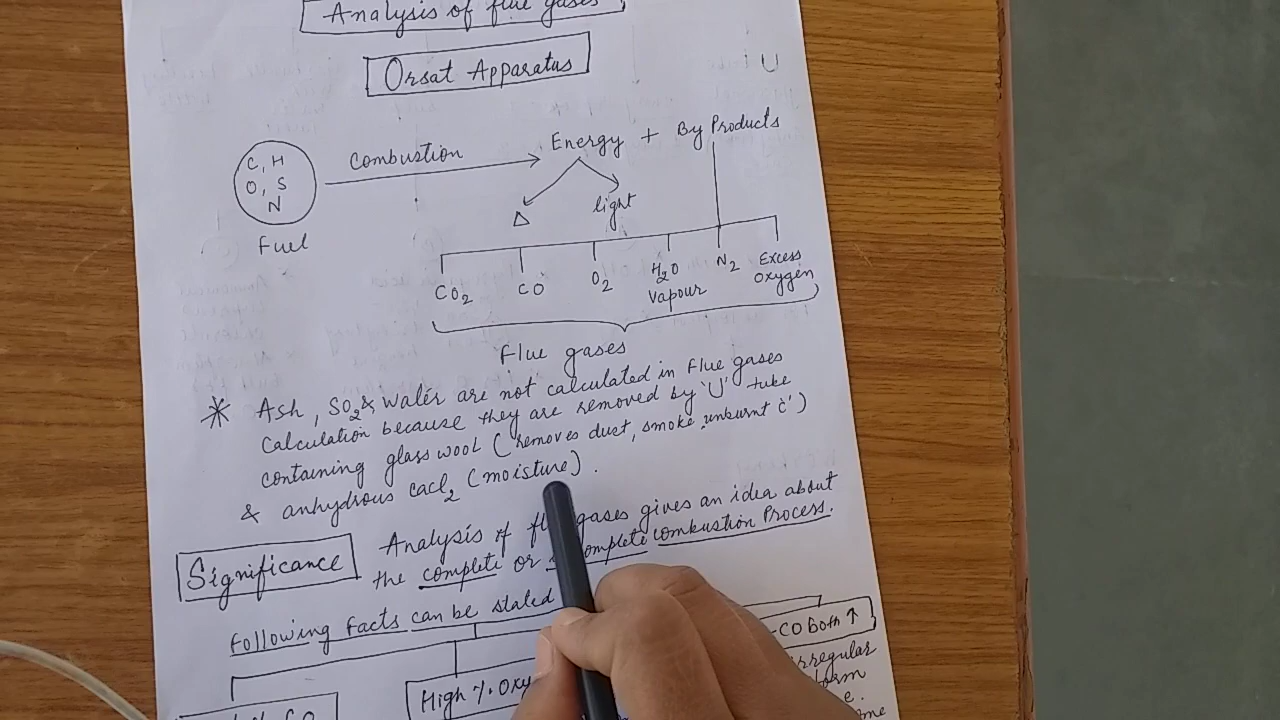 Analysis of flue gases
Orsat Apparatus
U
C, H
O, S
N
Fuel
Combustion
Energy + By Products
Δ
light
CO2
CO
O2
H2O
Vapour
N2
Excess
oxygen
Flue gases
* Ash, SO2 & Water are not calculated in flue gases
Calculation because they are removed by 'U' tube
containing glass wool (removes dust, smoke, unburnt 'c')
& anhydrous cacl2 (moisture).
Significance
Analysis of gases gives an idea about
the complete or combustion Process.
following facts can be stated
High %. Oxy
CO both ↑